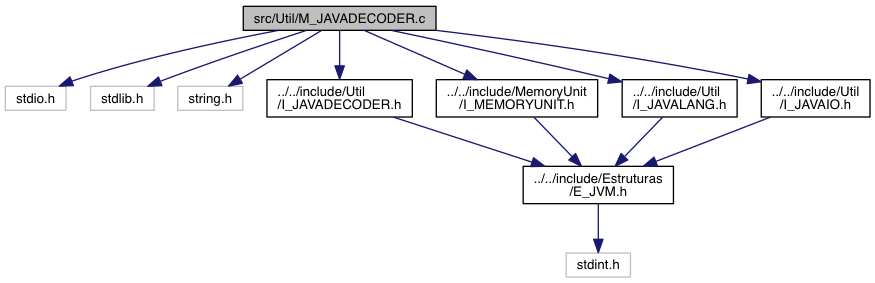 src/Util/M_JAVADECODER.c
stdio.h
stdlib.h
string.h
../../include/Util
/I_JAVADECODER.h
../../include/MemoryUnit
/I_MEMORYUNIT.h
../../include/Util
/I_JAVALANG.h
../../include/Util
/I_JAVAIO.h
../../include/Estruturas
/E_JVM.h
stdint.h